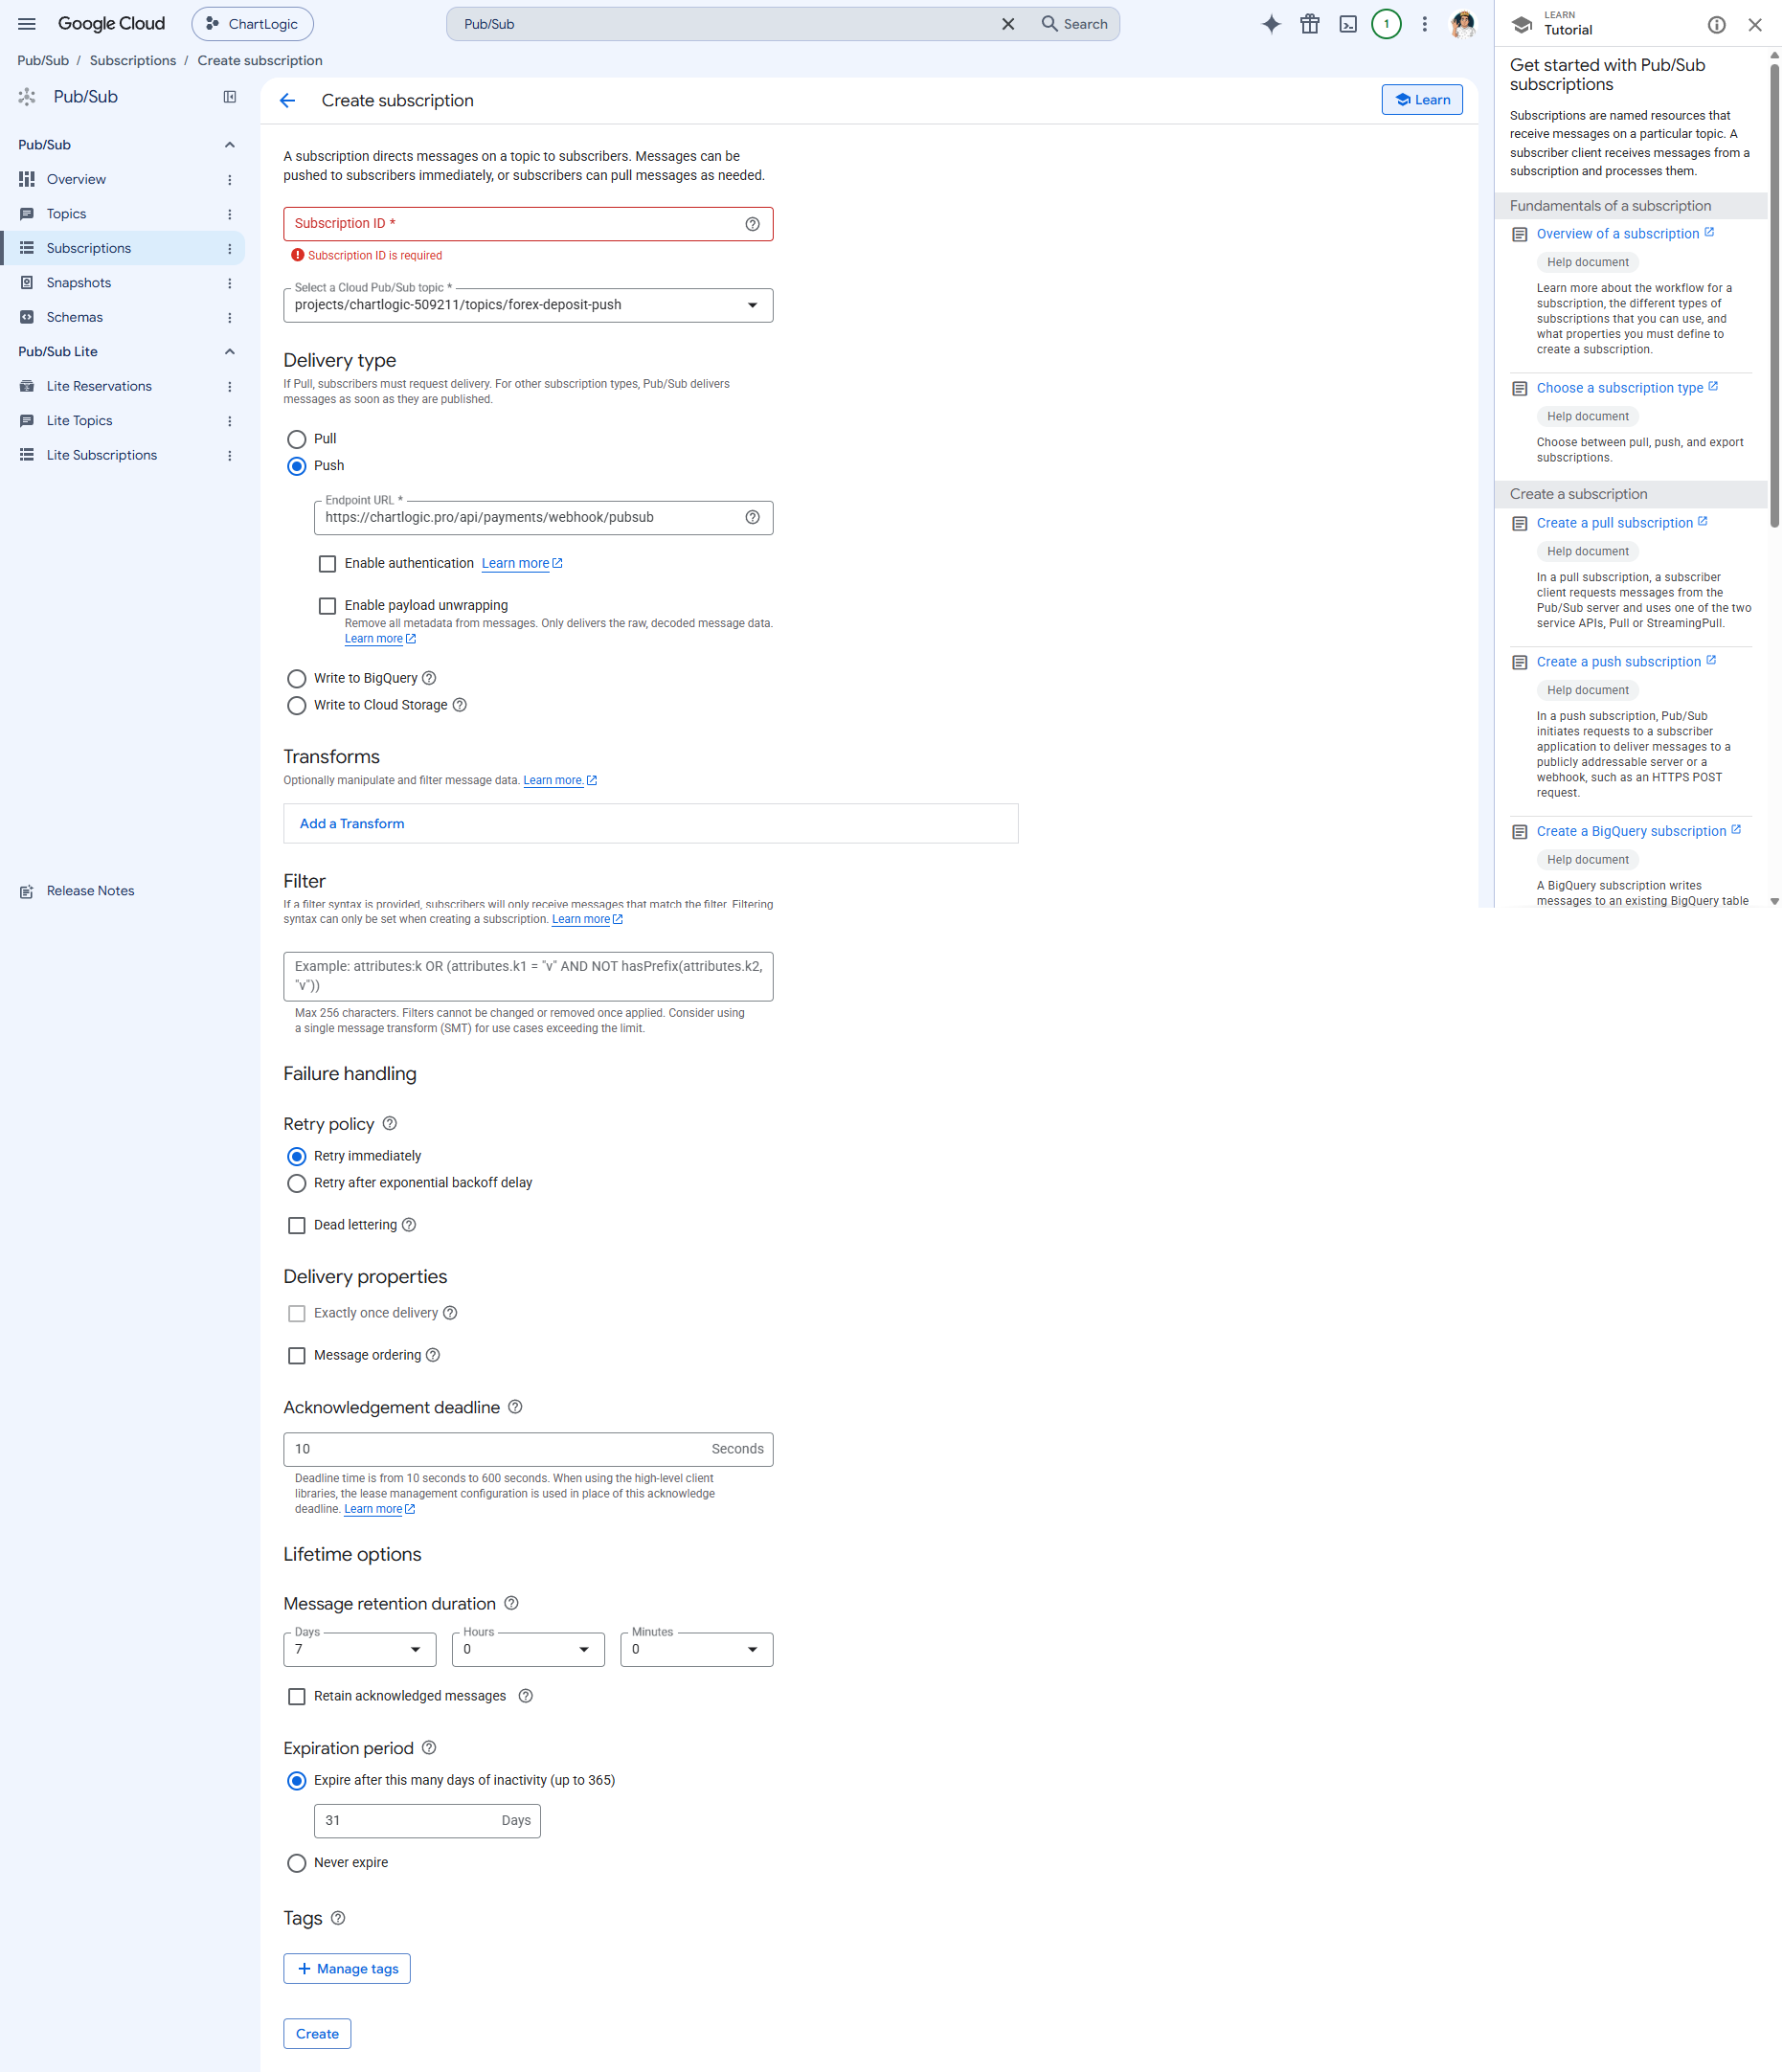 Google Cloud
ChartLogic
Pub/Sub
Search
1
Pub/Sub / Subscriptions / Create subscription
Pub/Sub
Pub/Sub
Overview
Topics
Subscriptions
Snapshots
Schemas
Pub/Sub Lite
Lite Reservations
Lite Topics
Lite Subscriptions
Release Notes
Create subscription
Learn
A subscription directs messages on a topic to subscribers. Messages can be
pushed to subscribers immediately, or subscribers can pull messages as needed.
Subscription ID *
Subscription ID is required
Select a Cloud Pub/Sub topic *
projects/chartlogic-509211/topics/forex-deposit-push
Delivery type
If Pull, subscribers must request delivery. For other subscription types, Pub/Sub delivers
messages as soon as they are published.
Pull
Push
Endpoint URL *
https://chartlogic.pro/api/payments/webhook/pubsub
Enable authentication Learn more
Enable payload unwrapping
Remove all metadata from messages. Only delivers the raw, decoded message data.
Learn more
Write to BigQuery
Write to Cloud Storage
Transforms
Optionally manipulate and filter message data. Learn more.
Add a Transform
Filter
If a filter syntax is provided, subscribers will only receive messages that match the filter. Filtering
syntax can only be set when creating a subscription. Learn more
Example: attributes:k OR (attributes.k1 = "v" AND NOT hasPrefix(attributes.k2,
"v"))
Max 256 characters. Filters cannot be changed or removed once applied. Consider using
a single message transform (SMT) for use cases exceeding the limit.
Failure handling
Retry policy
Retry immediately
Retry after exponential backoff delay
Dead lettering
Delivery properties
Exactly once delivery
Message ordering
Acknowledgement deadline
10 Seconds
Deadline time is from 10 seconds to 600 seconds. When using the high-level client
libraries, the lease management configuration is used in place of this acknowledge
deadline. Learn more
Lifetime options
Message retention duration
Days Hours Minutes
7 0 0
Retain acknowledged messages
Expiration period
Expire after this many days of inactivity (up to 365)
31 Days
Never expire
Tags
Manage tags
Create
LEARN
Tutorial
Get started with Pub/Sub
subscriptions
Subscriptions are named resources that
receive messages on a particular topic. A
subscriber client receives messages from a
subscription and processes them.
Fundamentals of a subscription
Overview of a subscription
Help document
Learn more about the workflow for a
subscription, the different types of
subscriptions that you can use, and
what properties you must define to
create a subscription.
Choose a subscription type
Help document
Choose between pull, push, and export
subscriptions.
Create a subscription
Create a pull subscription
Help document
In a pull subscription, a subscriber
client requests messages from the
Pub/Sub server and uses one of the two
service APIs, Pull or StreamingPull.
Create a push subscription
Help document
In a push subscription, Pub/Sub
initiates requests to a subscriber
application to deliver messages to a
publicly addressable server or a
webhook, such as an HTTPS POST
request.
Create a BigQuery subscription
Help document
A BigQuery subscription writes
messages to an existing BigQuery table